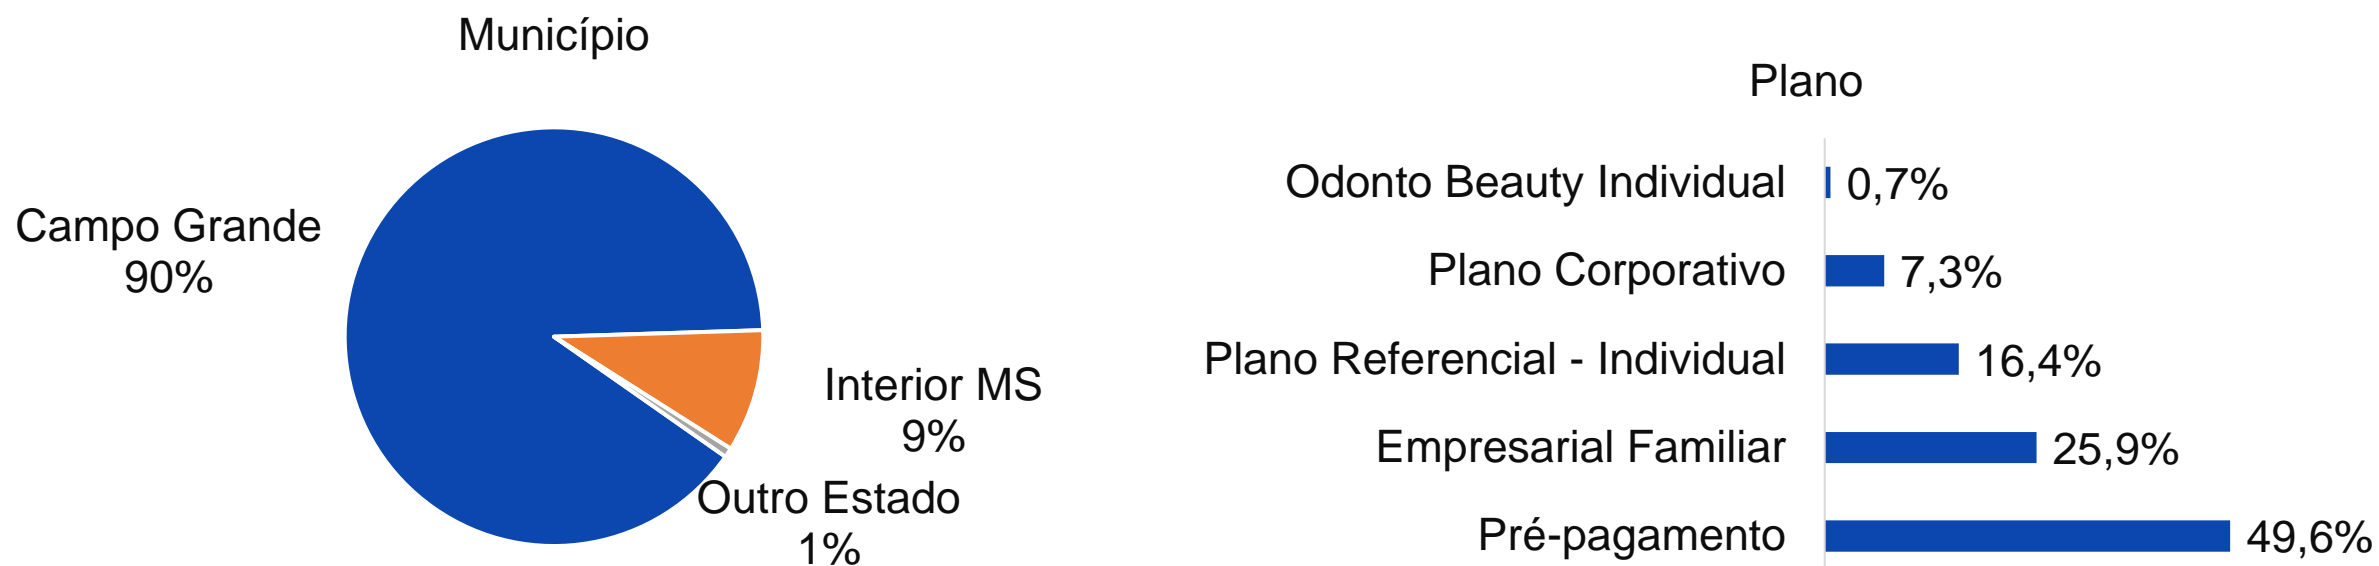 Município
Campo Grande
90%
Interior MS
9%
Outro Estado
1%
Plano
Odonto Beauty Individual 0,7%
Plano Corporativo 7,3%
Plano Referencial - Individual 16,4%
Empresarial Familiar 25,9%
Pré-pagamento 49,6%